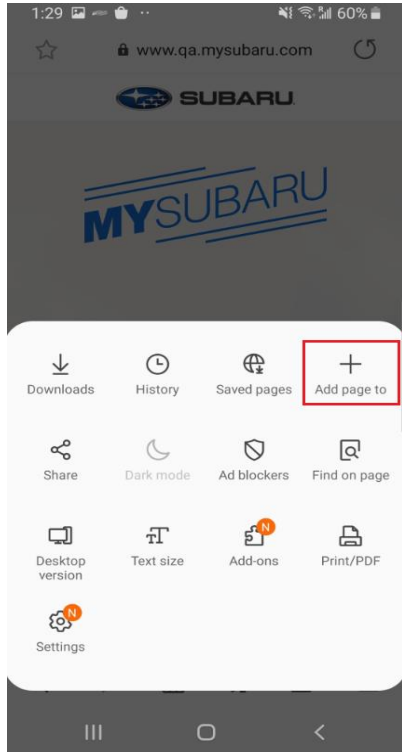 1:29 60%
www.qa.mysubaru.com
SUBARU
MYSUBARU
Downloads History Saved pages Add page to
Share Dark mode Ad blockers Find on page
N
Desktop version Text size Add-ons Print/PDF
N
Settings